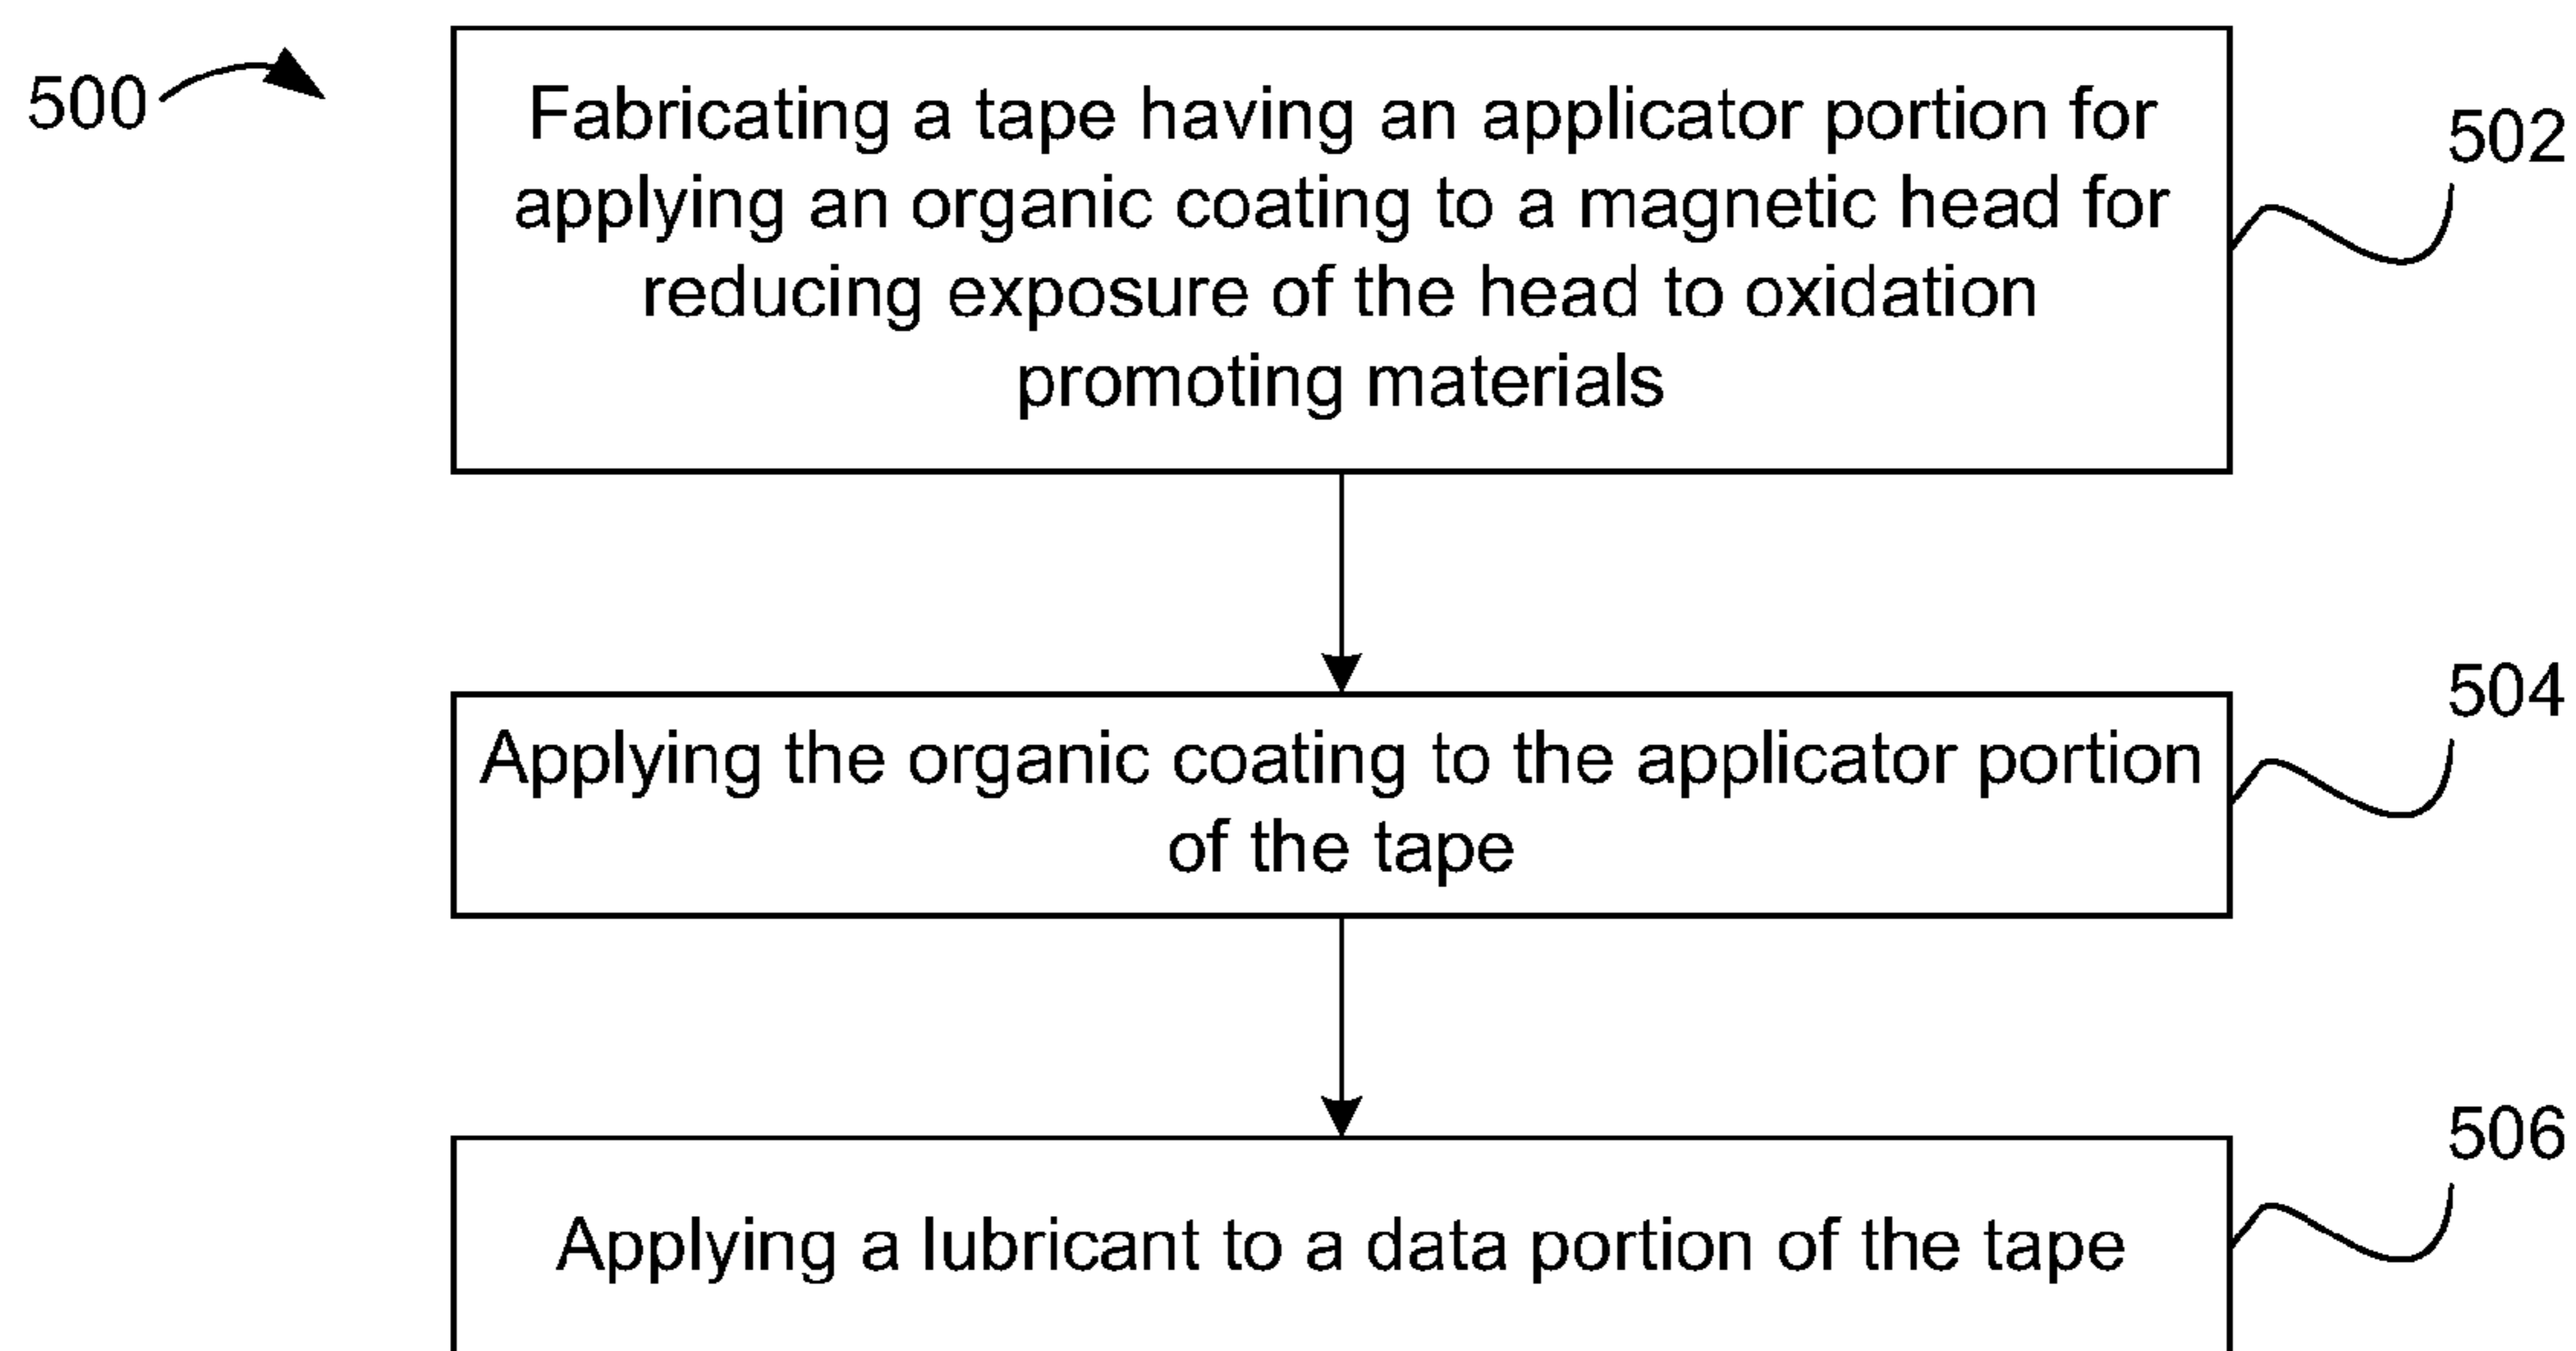 500
Fabricating a tape having an applicator portion for
applying an organic coating to a magnetic head for
reducing exposure of the head to oxidation
promoting materials
502
Applying the organic coating to the applicator portion
of the tape
504
Applying a lubricant to a data portion of the tape
506